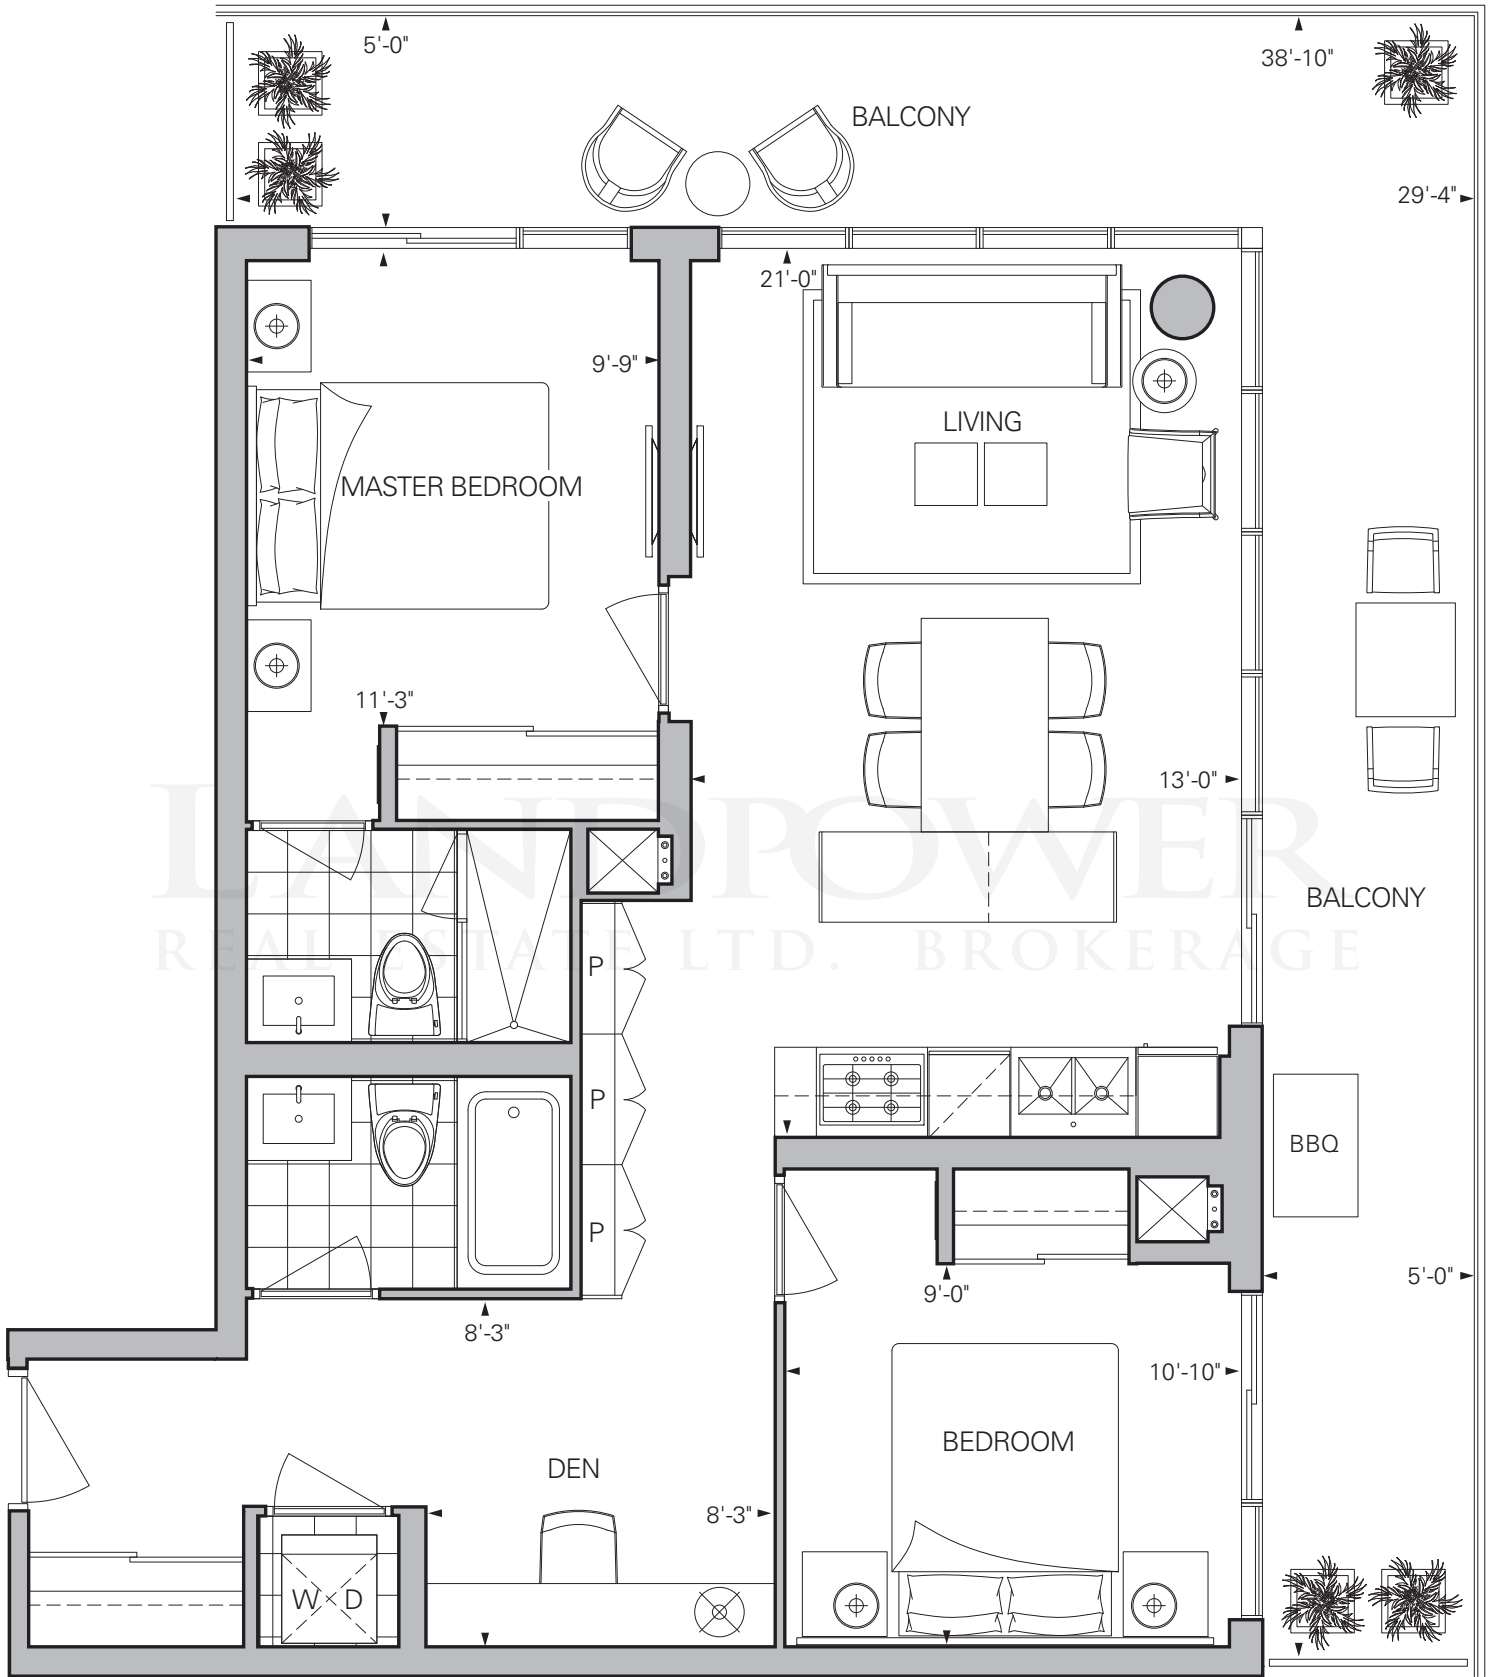 5'-0"
38'-10"
BALCONY
29'-4"
21'-0"
9'-9"
LIVING
MASTER BEDROOM
11'-3"
13'-0"
LANDPOWER
BALCONY
REAL ESTATE LTD. BROKERAGE
P
P
BBQ
P
5'-0"
9'-0"
8'-3"
10'-10"
BEDROOM
DEN
8'-3"
W D